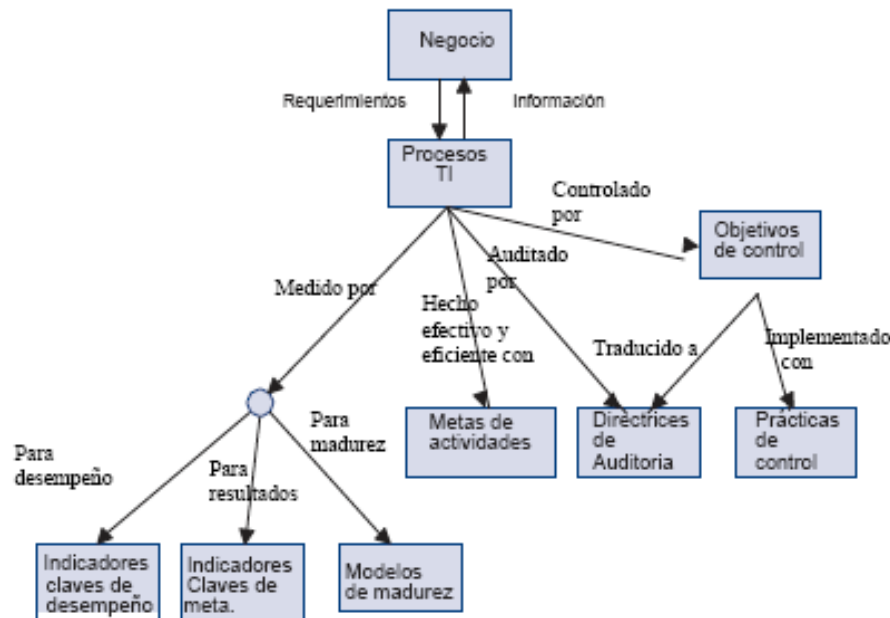 Negocio
Requerimientos
Información
Procesos
TI
Controlado
por
Objetivos
de control
Auditado
por
Medido por
Hecho
efectivo y
eficiente con
Traducido a
Implementado
con
Para
madurez
Metas de
actividades
Directrices
de
Auditoria
Prácticas
de
control
Para
desempeño
Para
resultados
Indicadores
claves de
desempeño
Indicadores
Claves de
meta.
Modelos
de madurez